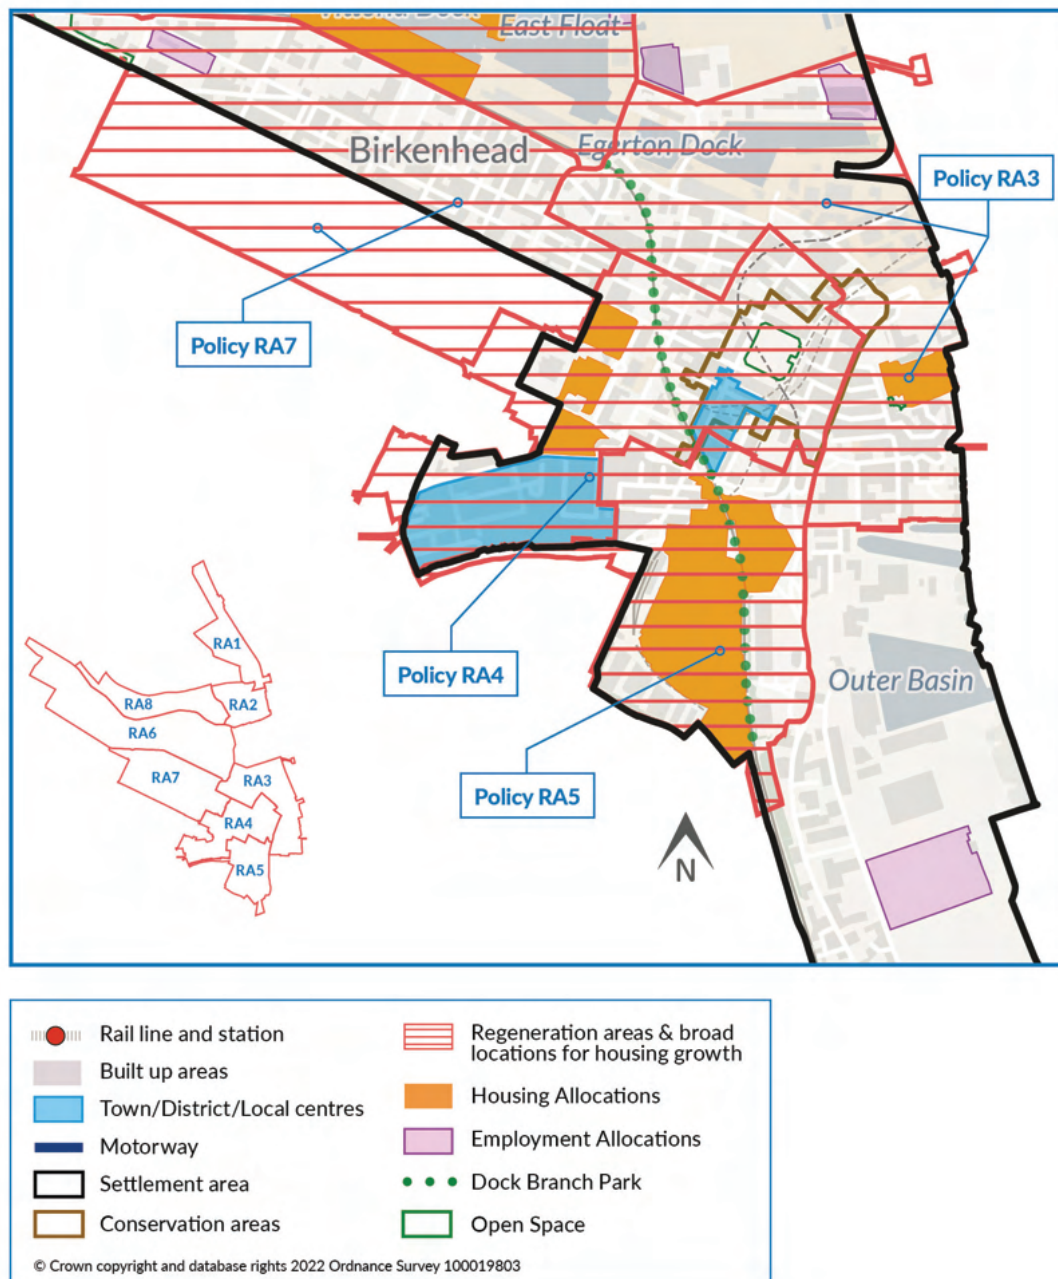 Vittoria Dock
East Float
Birkenhead
Egerton Dock
Policy RA3
Policy RA7
Policy RA4
Outer Basin
Policy RA5
RA1
RA8
RA2
RA6
RA7
RA3
RA4
RA5
N
Rail line and station
Built up areas
Town/District/Local centres
Motorway
Settlement area
Conservation areas
Regeneration areas & broad
locations for housing growth
Housing Allocations
Employment Allocations
Dock Branch Park
Open Space
© Crown copyright and database rights 2022 Ordnance Survey 100019803